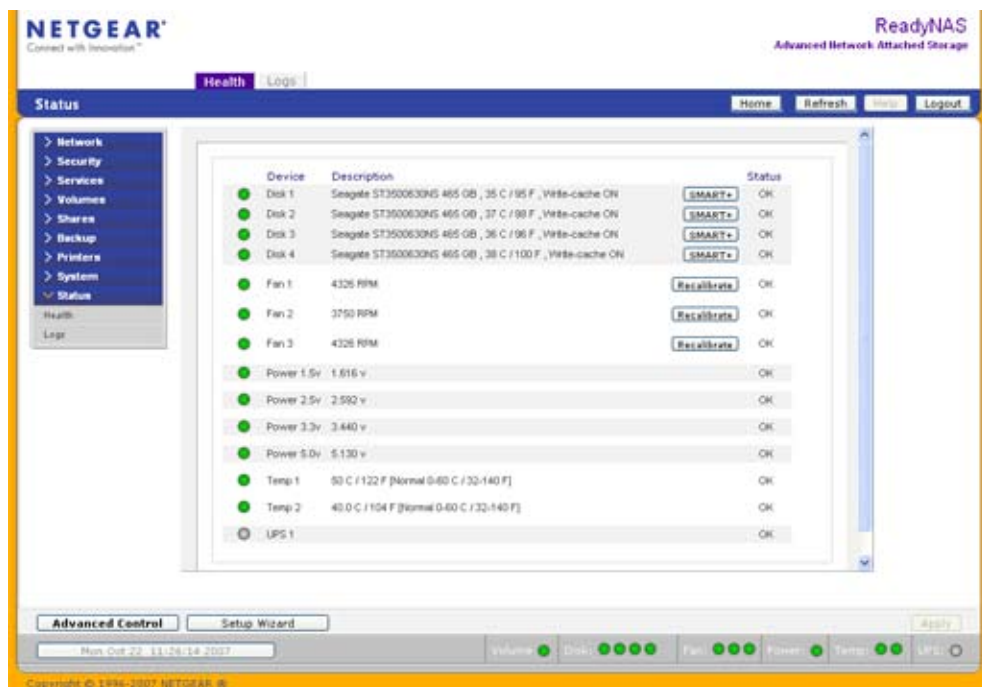 NETGEAR®
Connect with Innovation™
ReadyNAS
Advanced Network Attached Storage
Health Logs
Status
Home Refresh Help Logout
> Network
> Security
> Services
> Volumes
> Shares
> Backup
> Printers
> System
Status
Health
Logs
Device Description Status
Disk 1 Seagate ST3500630NS 465 GB , 35 C / 95 F , Write-cache ON SMART+ OK
Disk 2 Seagate ST3500630NS 465 GB , 37 C / 98 F , Write-cache ON SMART+ OK
Disk 3 Seagate ST3500630NS 465 GB , 36 C / 96 F , Write-cache ON SMART+ OK
Disk 4 Seagate ST3500630NS 465 GB , 38 C / 100 F , Write-cache ON SMART+ OK
Fan 1 4326 RPM Recalibrate OK
Fan 2 3750 RPM Recalibrate OK
Fan 3 4326 RPM Recalibrate OK
Power 1.5v 1.616 v OK
Power 2.5v 2.592 v OK
Power 3.3v 3.440 v OK
Power 5.0v 5.130 v OK
Temp 1 50 C / 122 F [Normal 0-60 C / 32-140 F] OK
Temp 2 40.0 C / 104 F [Normal 0-60 C / 32-140 F] OK
UPS 1 OK
Advanced Control Setup Wizard Apply
Mon Oct 22 11:26:14 2007 Volume: Disk: Fan: Power: Temp: UPS:
Copyright © 1996-2007 NETGEAR ®